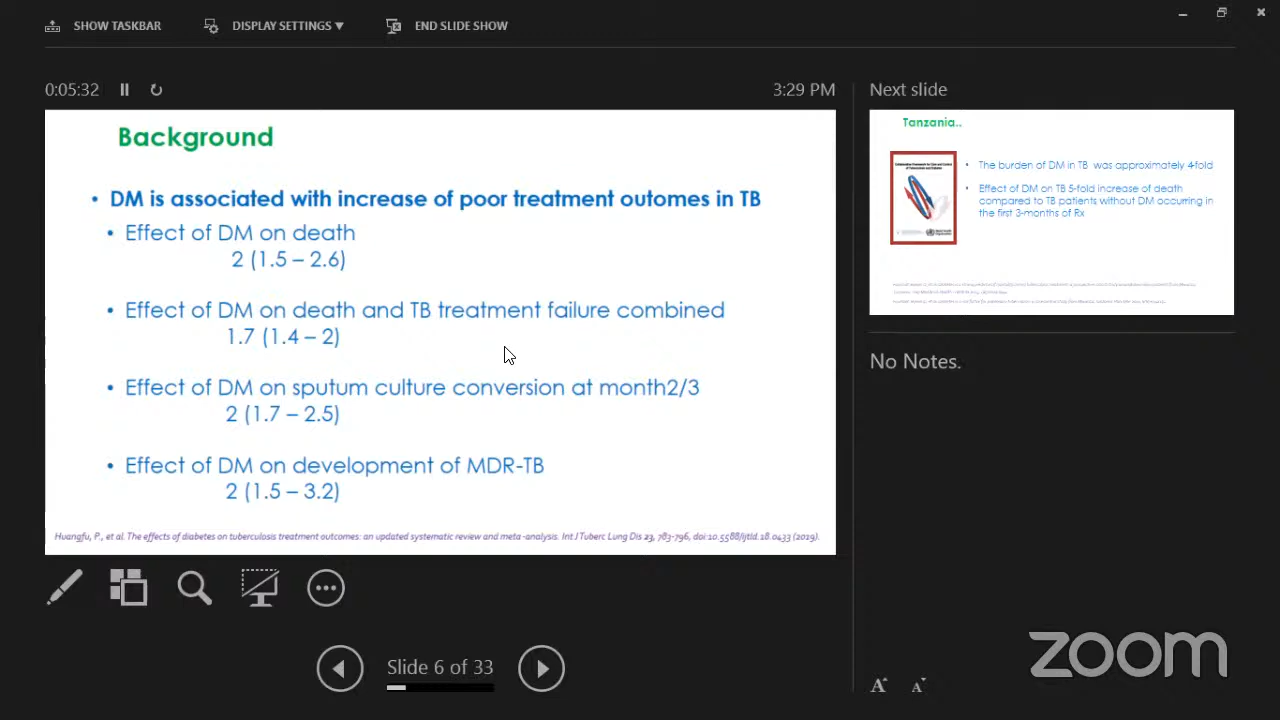 SHOW TASKBAR
DISPLAY SETTINGS ▼
END SLIDE SHOW
0:05:32
3:29 PM
Next slide
Background
• DM is associated with increase of poor treatment outomes in TB
• Effect of DM on death
2 (1.5 – 2.6)
• Effect of DM on death and TB treatment failure combined
1.7 (1.4 – 2)
• Effect of DM on sputum culture conversion at month2/3
2 (1.7 – 2.5)
• Effect of DM on development of MDR-TB
2 (1.5 – 3.2)
Huangfu, P., et al. The effects of diabetes on tuberculosis treatment outcomes: an updated systematic review and meta-analysis. Int J Tuberc Lung Dis 23, 783-796, doi:10.5588/ijtld.18.0433 (2019).
Tanzania..
• The burden of DM in TB was approximately 4-fold
• Effect of DM on TB 5-fold increase of death
compared to TB patients without DM occurring in
the first 3-months of Rx
No Notes.
Slide 6 of 33
A A
zoom